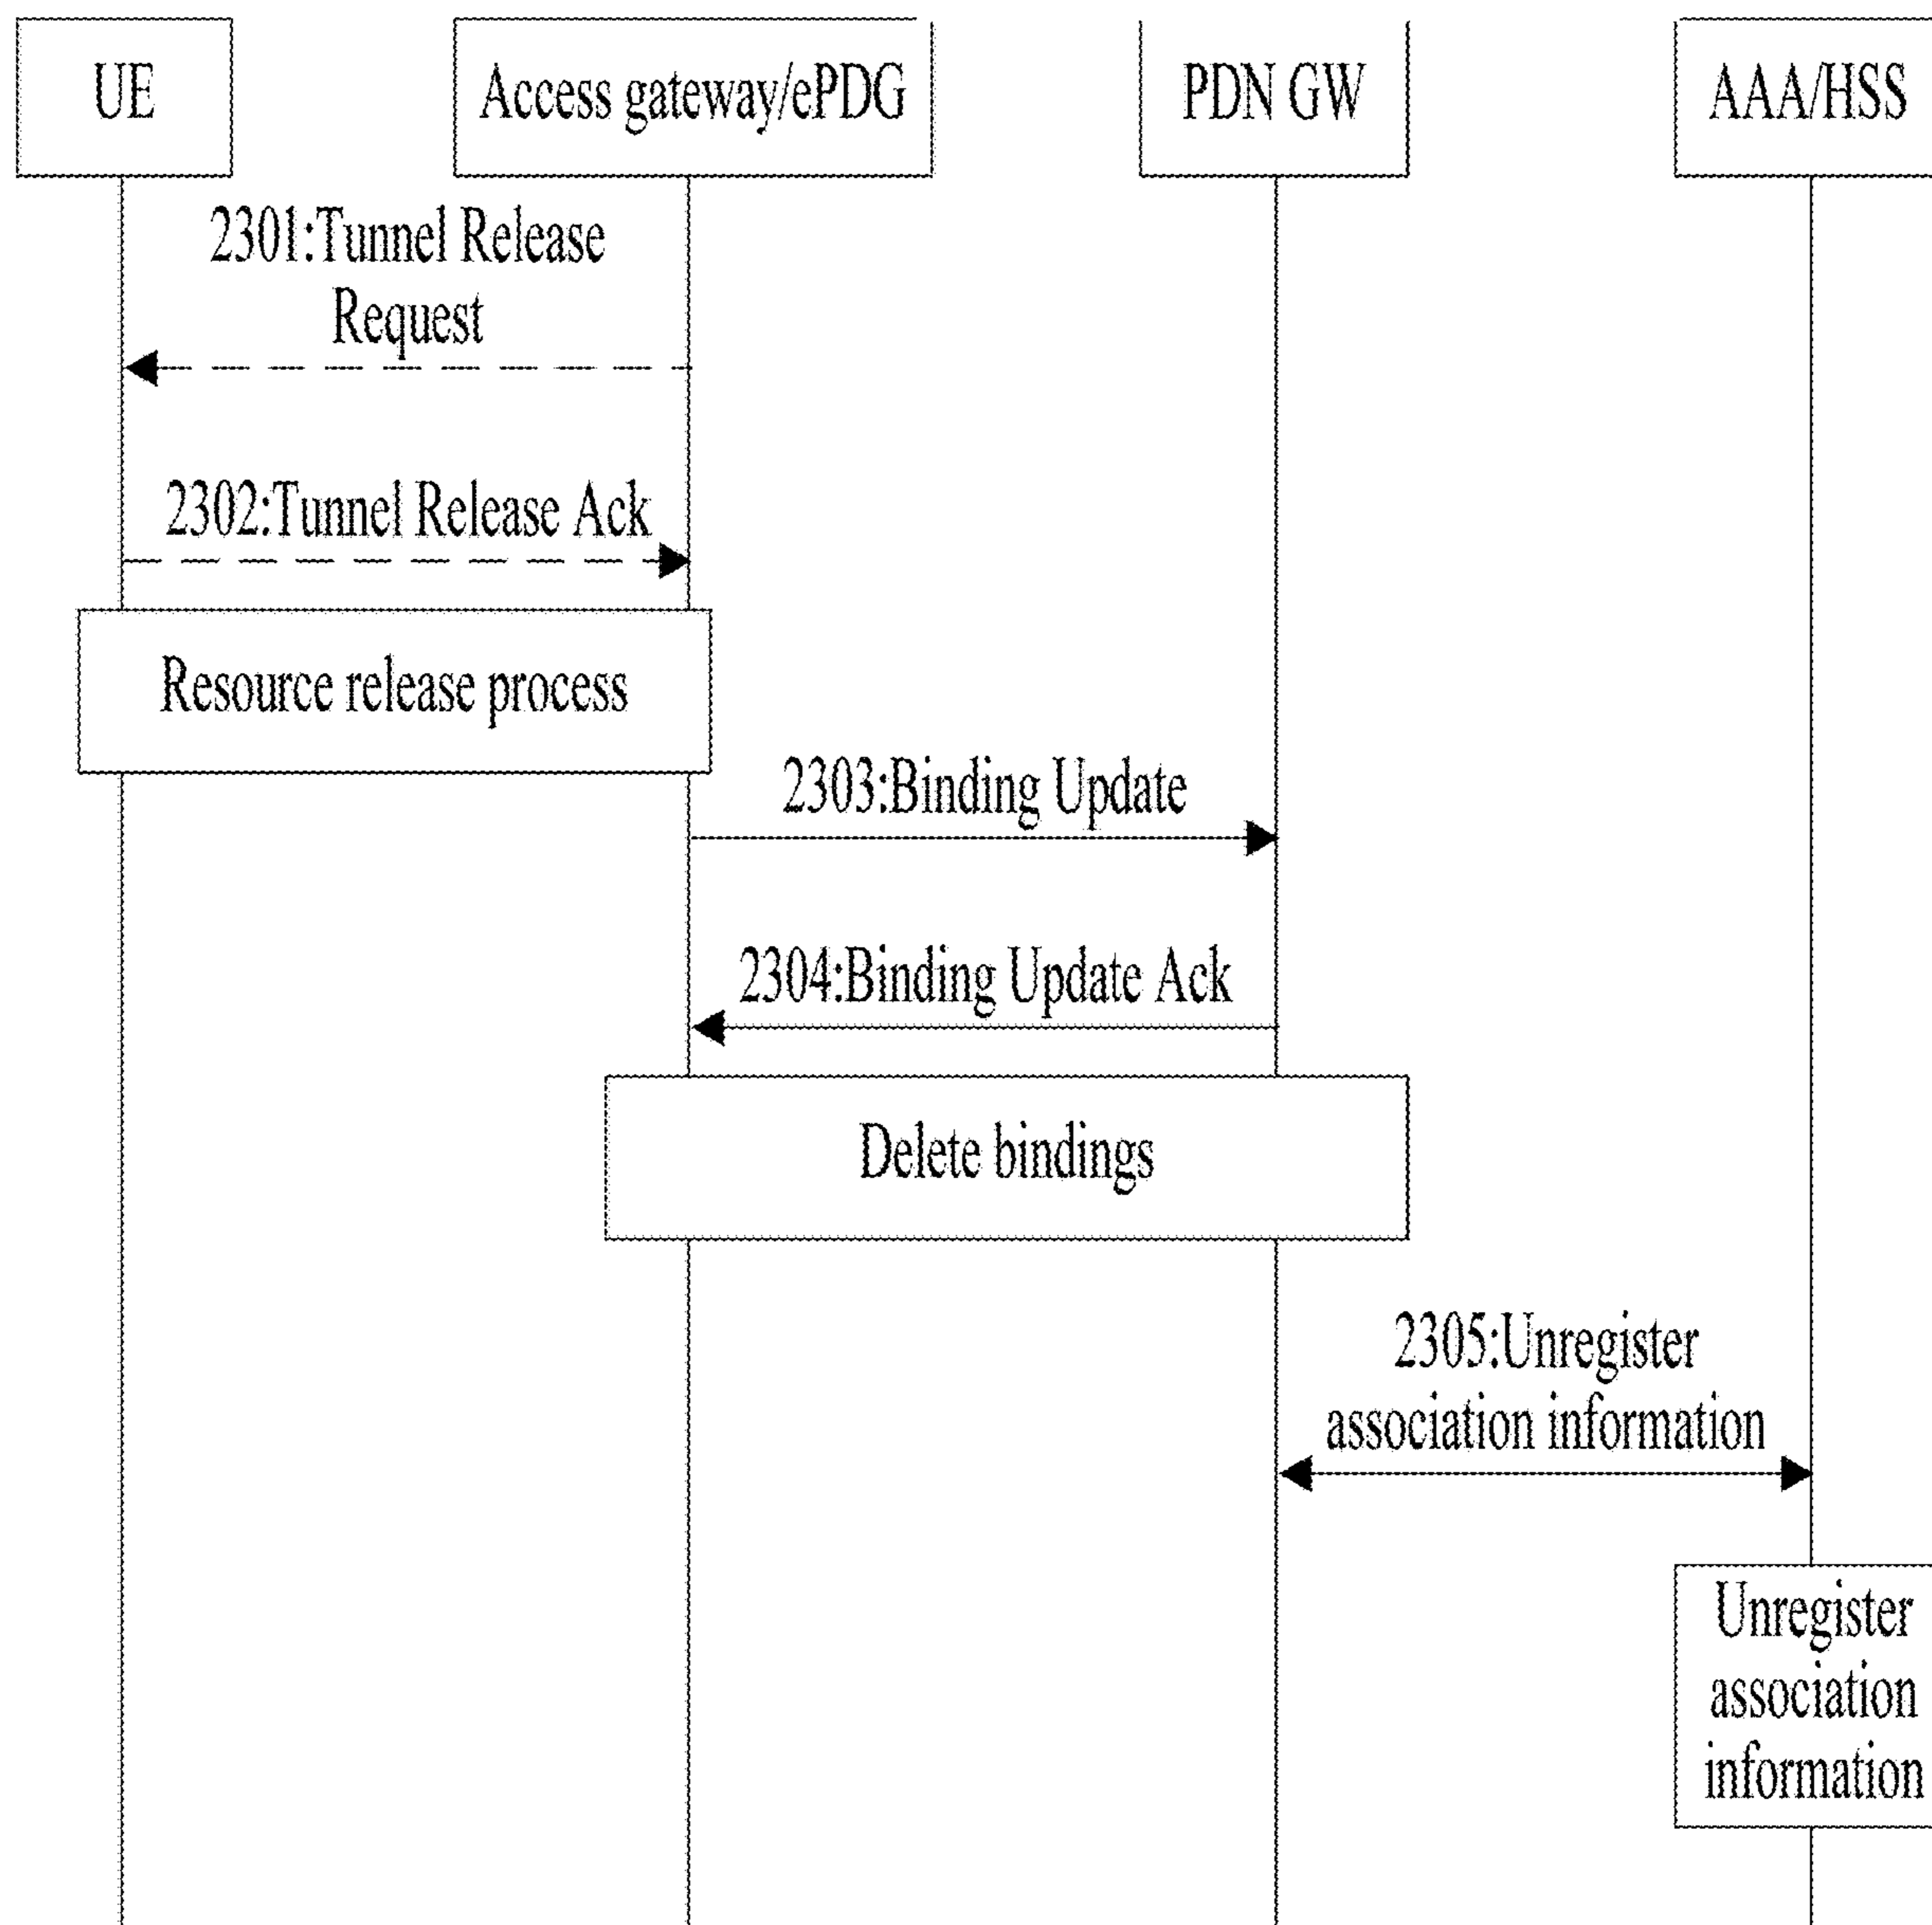 UE
Access gateway/ePDG
PDN GW
AAA/HSS
2301:Tunnel Release
Request
2302:Tunnel Release Ack
Resource release process
2303:Binding Update
2304:Binding Update Ack
Delete bindings
2305:Unregister
association information
Unregister
association
information